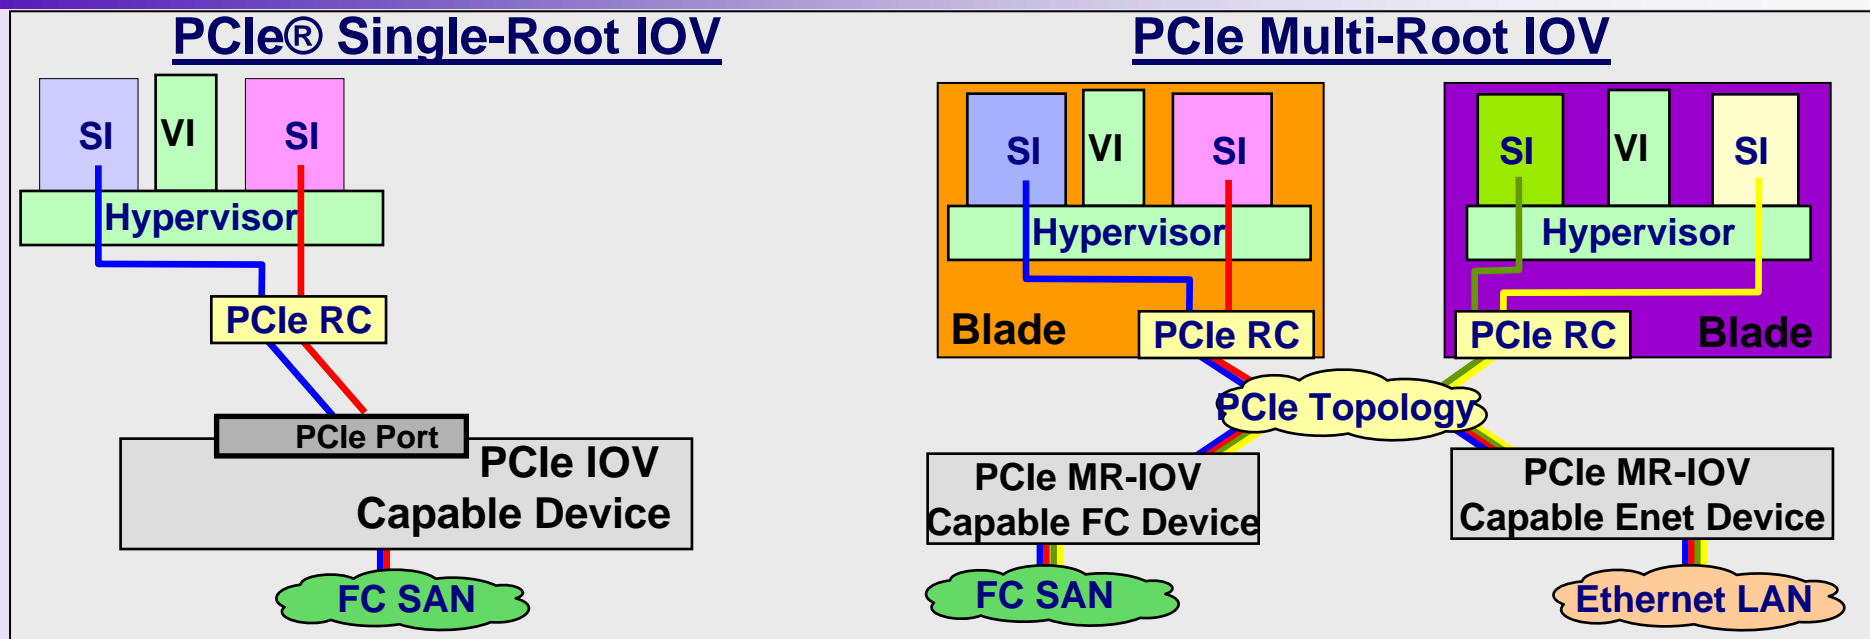 PCIe® Single-Root IOV
SI
VI
SI
Hypervisor
PCIe RC
PCIe Port
PCIe IOV
Capable Device
FC SAN
PCIe Multi-Root IOV
SI
VI
SI
Hypervisor
Blade
PCIe RC
SI
VI
SI
Hypervisor
PCIe RC
Blade
PCIe Topology
PCIe MR-IOV
Capable FC Device
PCIe MR-IOV
Capable Enet Device
FC SAN
Ethernet LAN